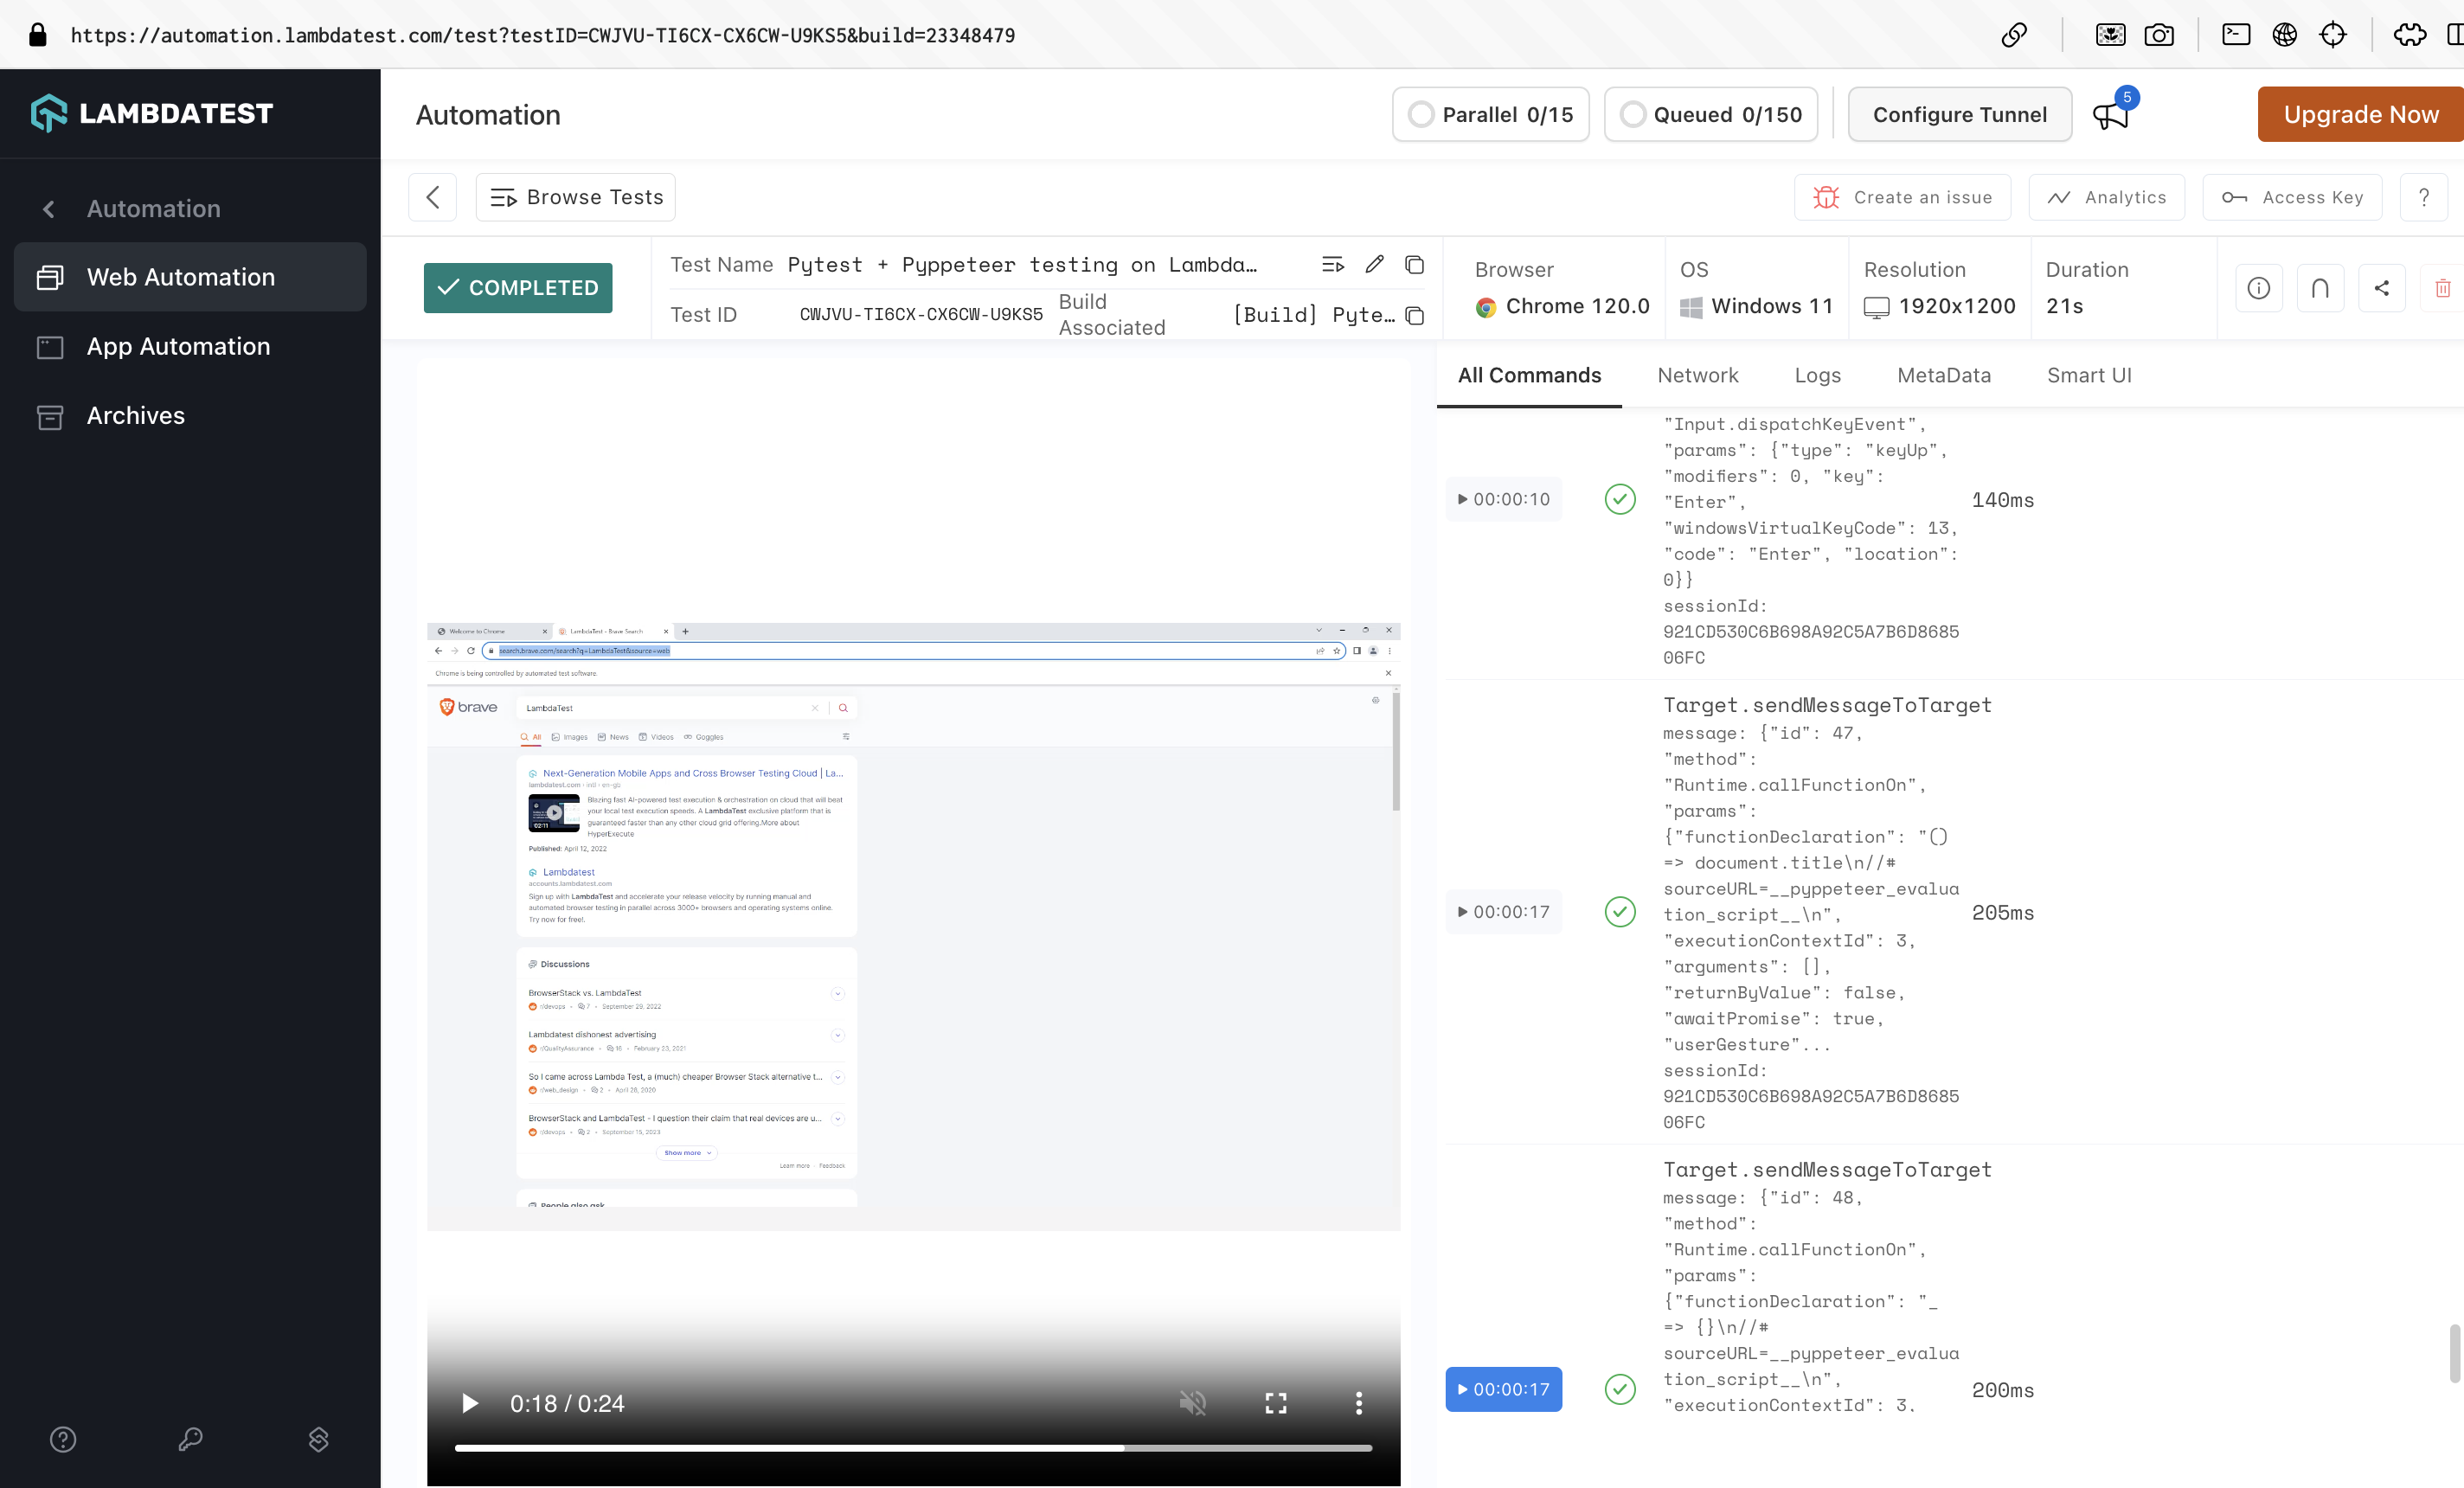 https://automation.lambdatest.com/test?testID=CWJVU-TI6CX-CX6CW-U9KS5&build=23348479
LAMBDATEST
Automation
Web Automation
App Automation
Archives
Automation
Parallel 0/15
Queued 0/150
Configure Tunnel
5
Upgrade Now
Browse Tests
Create an issue
Analytics
Access Key
?
COMPLETED
Test Name Pytest + Pyppeteer testing on Lambda…
Test ID CWJVU-TI6CX-CX6CW-U9KS5
Build
Associated
[Build] Pyte…
Browser
Chrome 120.0
OS
Windows 11
Resolution
1920x1200
Duration
21s
Welcome to Chrome
LambdaTest - Brave Search
search.brave.com/search?q=LambdaTest&source=web
Chrome is being controlled by automated test software.
brave
LambdaTest
All Images News Videos Goggles
Next-Generation Mobile Apps and Cross Browser Testing Cloud | La...
lambdatest.com › intl › en-gb
Blazing fast AI-powered test execution & orchestration on cloud that will beat
your local test execution speeds. A LambdaTest exclusive platform that is
guaranteed faster than any other cloud grid offering.More about
HyperExecute
02:11
Published: April 12, 2022
Lambdatest
accounts.lambdatest.com
Sign up with LambdaTest and accelerate your release velocity by running manual and
automated browser testing in parallel across 3000+ browsers and operating systems online.
Try now for free!.
Discussions
BrowserStack vs. LambdaTest
r/devops • 7 • September 29, 2022
Lambdatest dishonest advertising
r/QualityAssurance • 16 • February 23, 2021
So I came across Lambda Test, a (much) cheaper Browser Stack alternative t...
r/web_design • 2 • April 26, 2020
BrowserStack and LambdaTest - I question their claim that real devices are u...
r/devops • 2 • September 15, 2023
Show more
Learn more Feedback
People also ask
0:18 / 0:24
All Commands
Network
Logs
MetaData
Smart UI
00:00:10
"Input.dispatchKeyEvent",
"params": {"type": "keyUp",
"modifiers": 0, "key":
"Enter",
"windowsVirtualKeyCode": 13,
"code": "Enter", "location":
0}}
sessionId:
921CD530C6B698A92C5A7B6D8685
06FC
140ms
00:00:17
Target.sendMessageToTarget
message: {"id": 47,
"method":
"Runtime.callFunctionOn",
"params":
{"functionDeclaration": "()
=> document.title\n//#
sourceURL=__pyppeteer_evalua
tion_script__\n",
"executionContextId": 3,
"arguments": [],
"returnByValue": false,
"awaitPromise": true,
"userGesture"...
sessionId:
921CD530C6B698A92C5A7B6D8685
06FC
205ms
00:00:17
Target.sendMessageToTarget
message: {"id": 48,
"method":
"Runtime.callFunctionOn",
"params":
{"functionDeclaration": "_
=> {}\n//#
sourceURL=__pyppeteer_evalua
tion_script__\n",
"executionContextId": 3,
200ms